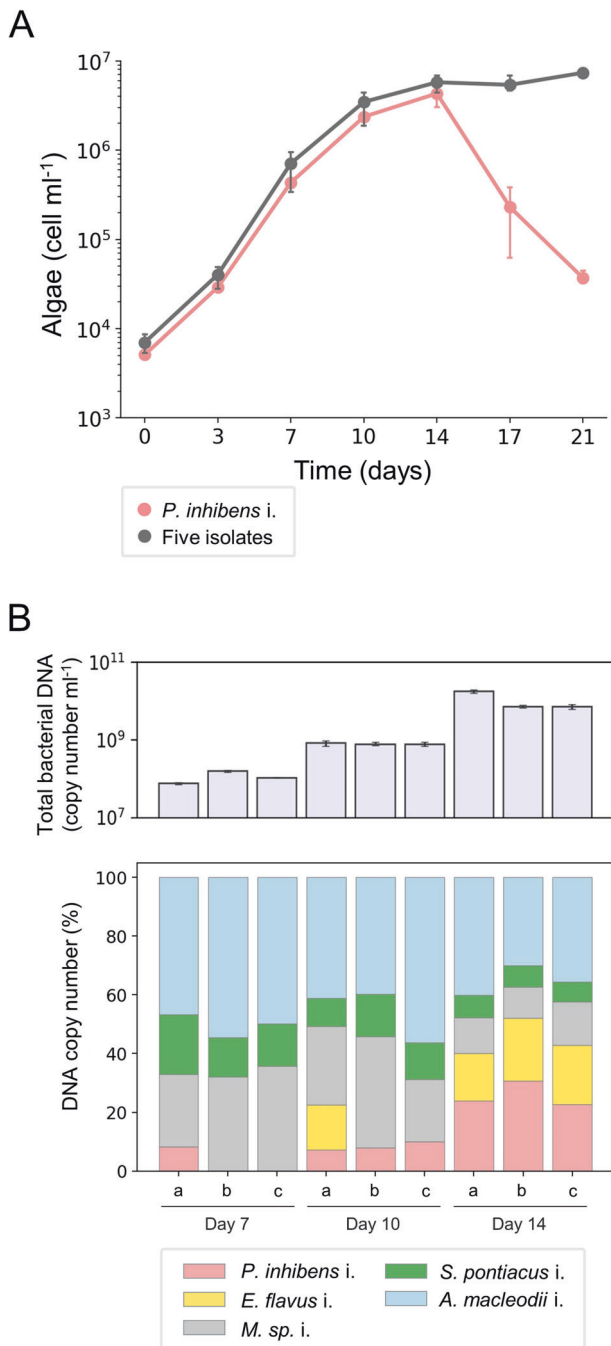 A
10⁷
10⁶
10⁵
10⁴
10³
Algae (cell ml⁻¹)
0 3 7 10 14 17 21
Time (days)
P. inhibens i.
Five isolates
B
10¹¹
10⁹
10⁷
Total bacterial DNA
(copy number ml⁻¹)
100
80
60
40
20
0
DNA copy number (%)
a b c a b c a b c
Day 7 Day 10 Day 14
P. inhibens i. S. pontiacus i.
E. flavus i. A. macleodii i.
M. sp. i.